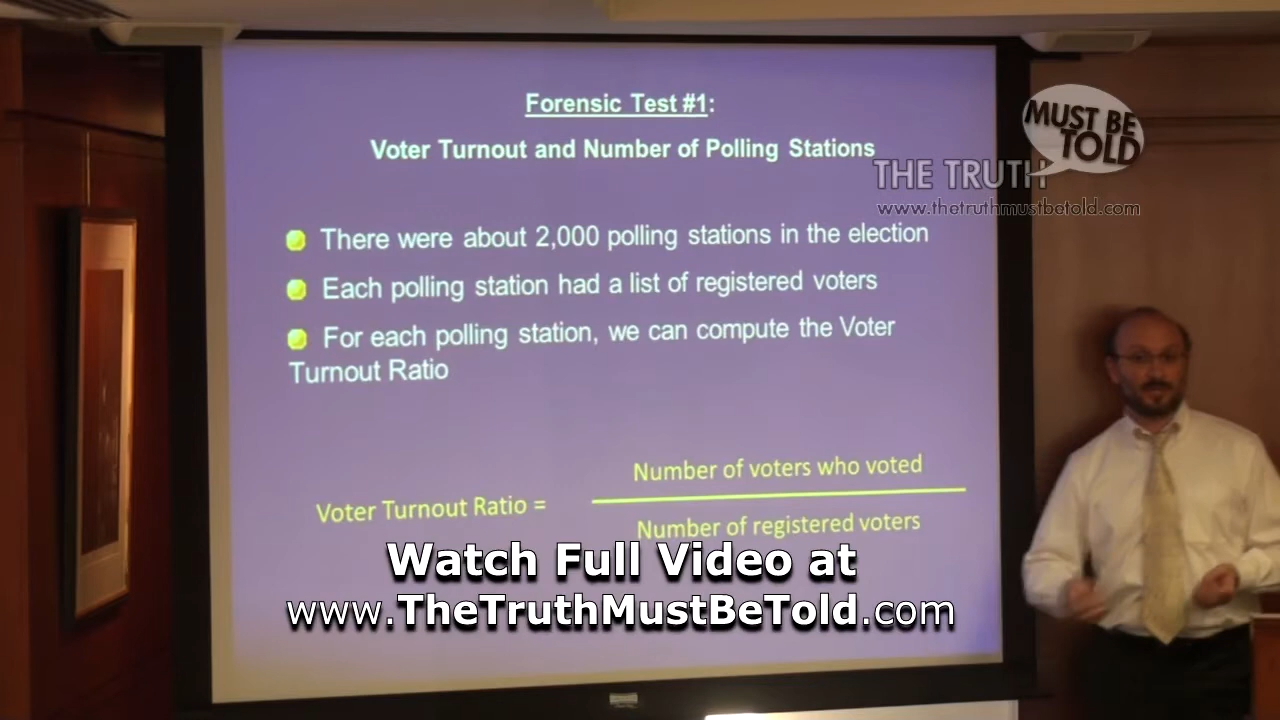 Forensic Test #1:
Voter Turnout and Number of Polling Stations
MUST BE
TOLD
THE TRUTH
www.thetruthmustbetold.com
There were about 2,000 polling stations in the election
Each polling station had a list of registered voters
For each polling station, we can compute the Voter
Turnout Ratio
Number of voters who voted
Voter Turnout Ratio =
Number of registered voters
Watch Full Video at
www.TheTruthMustBeTold.com